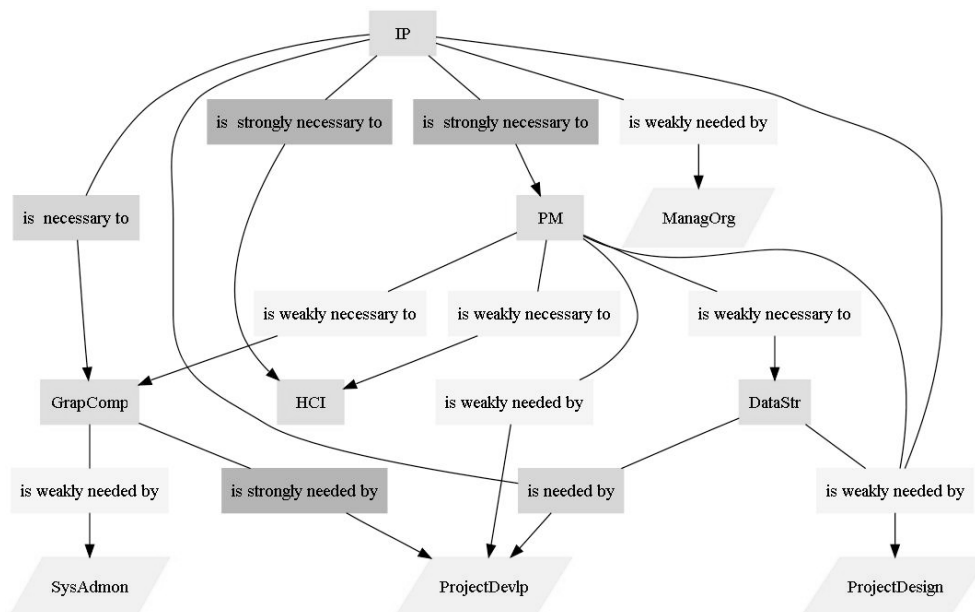 IP
is  strongly necessary to
is  strongly necessary to
is weakly needed by
is  necessary to
PM
ManagOrg
is weakly necessary to
is weakly necessary to
is weakly necessary to
GrapComp
HCI
is weakly needed by
DataStr
is weakly needed by
is strongly needed by
is needed by
is weakly needed by
SysAdmon
ProjectDevlp
ProjectDesign